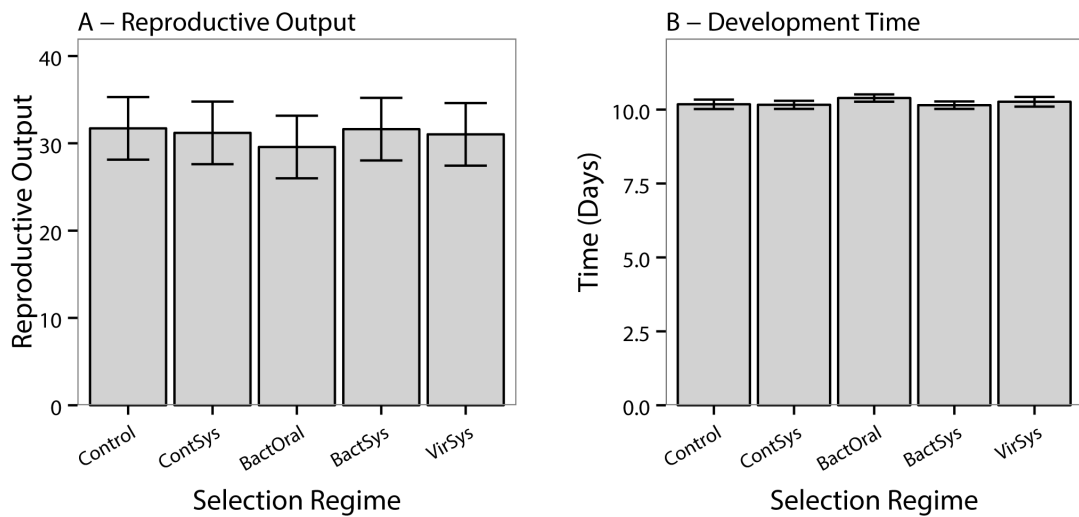 A – Reproductive Output
Reproductive Output
40
30
20
10
0
Control
ContSys
BactOral
BactSys
VirSys
Selection Regime
B – Development Time
Time (Days)
10.0
7.5
5.0
2.5
0.0
Control
ContSys
BactOral
BactSys
VirSys
Selection Regime